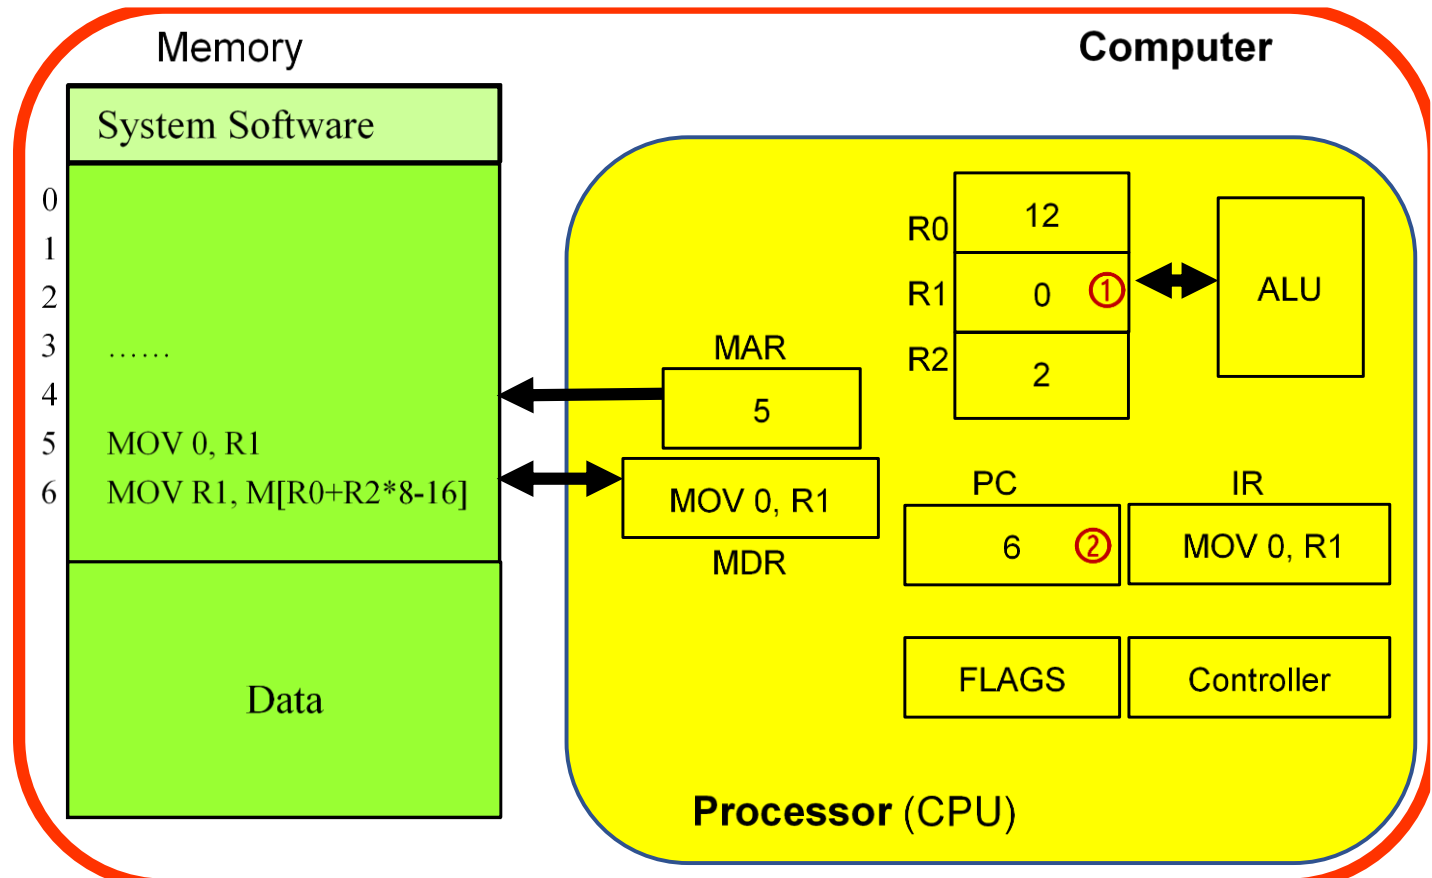 Memory
Computer
System Software
0
1
2
3 ……
4
5 MOV 0, R1
6 MOV R1, M[R0+R2*8-16]
Data
MAR
5
MOV 0, R1
MDR
R0 12
R1 0 ①
R2 2
ALU
PC
6 ②
IR
MOV 0, R1
FLAGS
Controller
Processor (CPU)